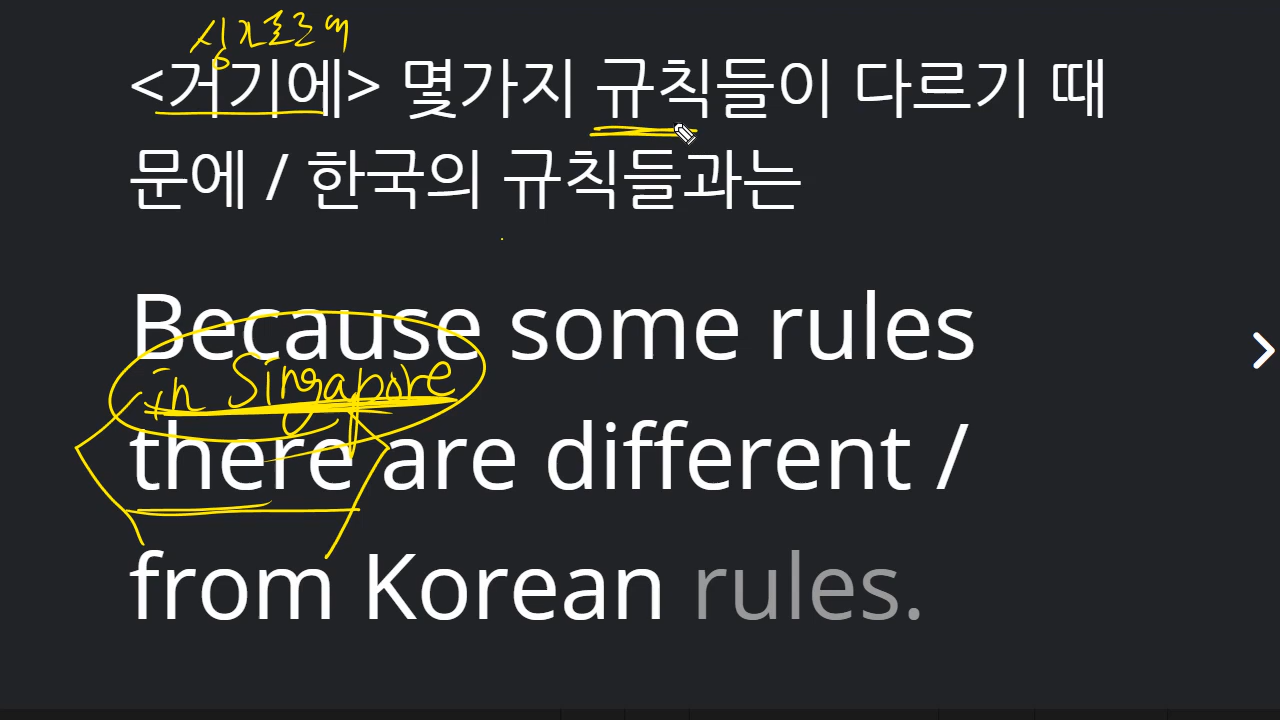 싱가포르에
<거기에> 몇가지 규칙들이 다르기 때
문에 / 한국의 규칙들과는
Because some rules
in Singapore
there are different /
from Korean rules.